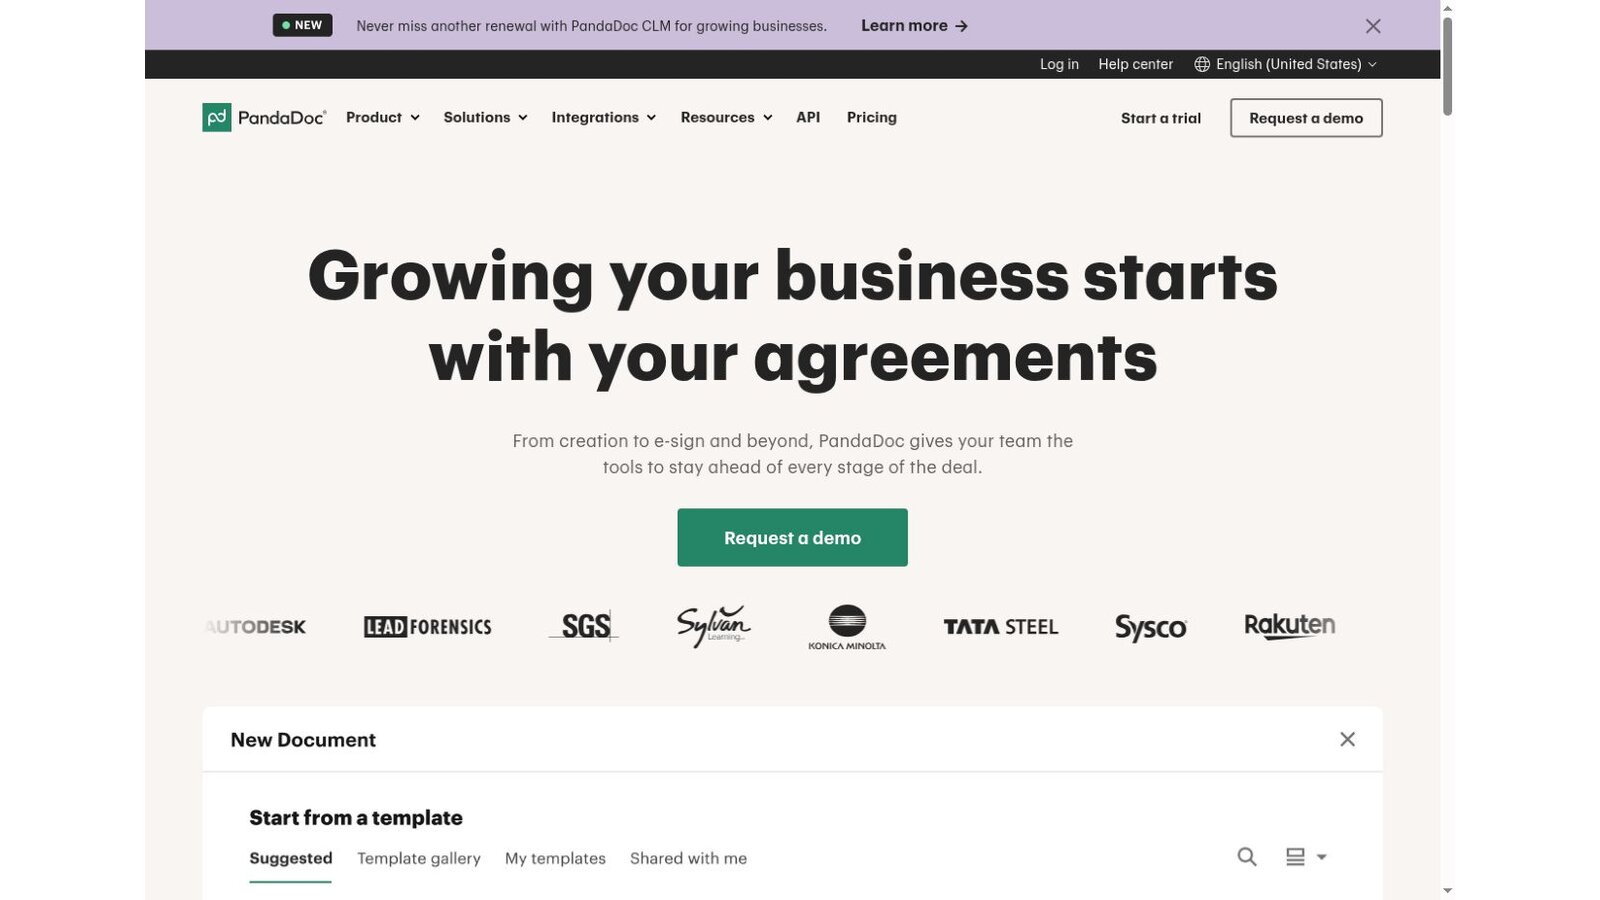 NEW Never miss another renewal with PandaDoc CLM for growing businesses. Learn more →
Log in Help center English (United States)
pd PandaDoc® Product Solutions Integrations Resources API Pricing Start a trial Request a demo
Growing your business starts
with your agreements
From creation to e-sign and beyond, PandaDoc gives your team the
tools to stay ahead of every stage of the deal.
Request a demo
AUTODESK LEAD FORENSICS SGS Sylvan Learning KONICA MINOLTA TATA STEEL Sysco Rakuten
New Document
Start from a template
Suggested Template gallery My templates Shared with me